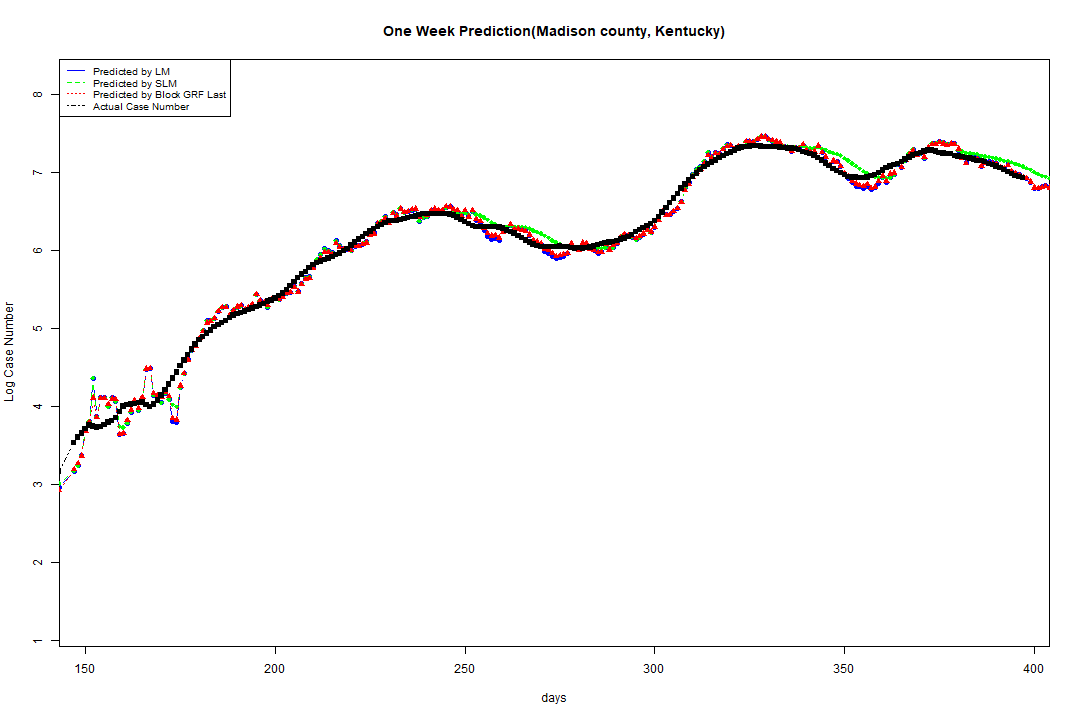 One Week Prediction(Madison county, Kentucky)
Predicted by LM
Predicted by SLM
Predicted by Block GRF Last
Actual Case Number
8
7
6
5
4
3
2
1
Log Case Number
150 200 250 300 350 400
days